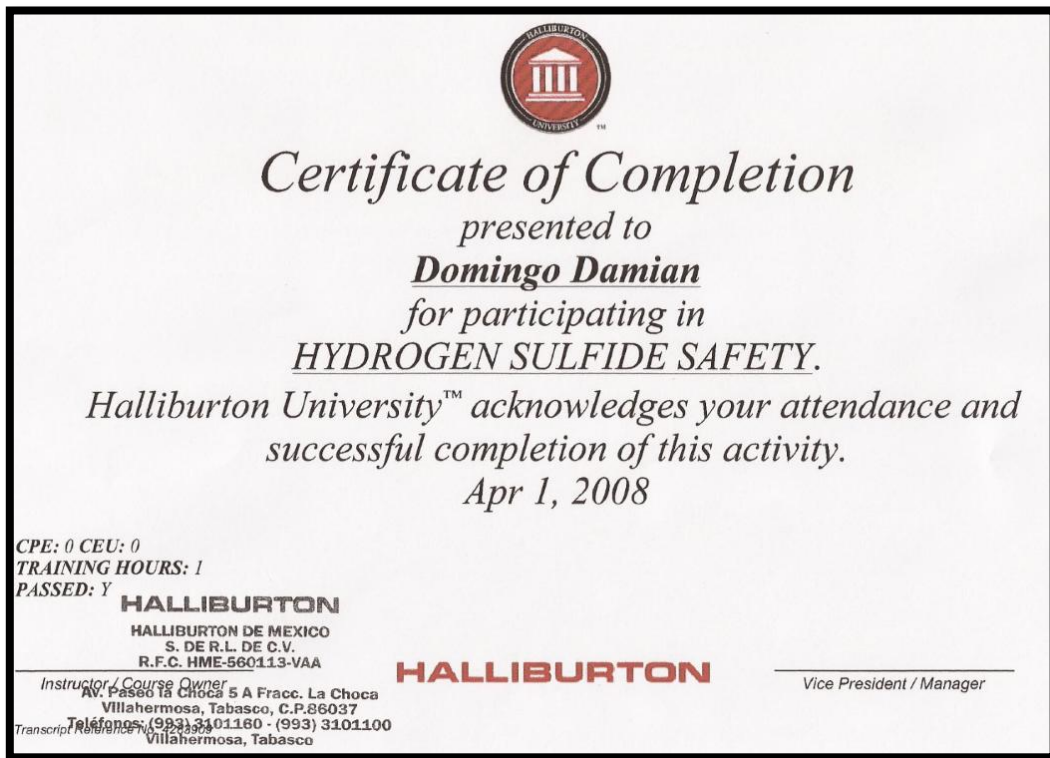 HALLIBURTON
UNIVERSITY ™
Certificate of Completion
presented to
Domingo Damian
for participating in
HYDROGEN SULFIDE SAFETY.
Halliburton University™ acknowledges your attendance and
successful completion of this activity.
Apr 1, 2008
CPE: 0 CEU: 0
TRAINING HOURS: 1
PASSED: Y
HALLIBURTON
HALLIBURTON DE MEXICO
S. DE R.L. DE C.V.
R.F.C. HME-560113-VAA
Instructor / Course Owner
AV. Paseo la Choca 5 A Fracc. La Choca
Villahermosa, Tabasco, C.P.86037
Teléfonos: (993) 3101160 - (993) 3101100
Transcript Reference No. 4263909
Villahermosa, Tabasco
HALLIBURTON
Vice President / Manager